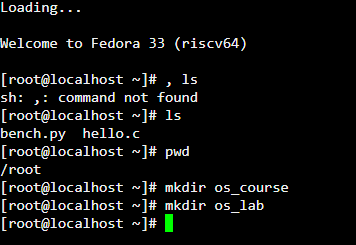 Loading...
Welcome to Fedora 33 (riscv64)
[root@localhost ~]# , ls
sh: ,: command not found
[root@localhost ~]# ls
bench.py  hello.c
[root@localhost ~]# pwd
/root
[root@localhost ~]# mkdir os_course
[root@localhost ~]# mkdir os_lab
[root@localhost ~]#